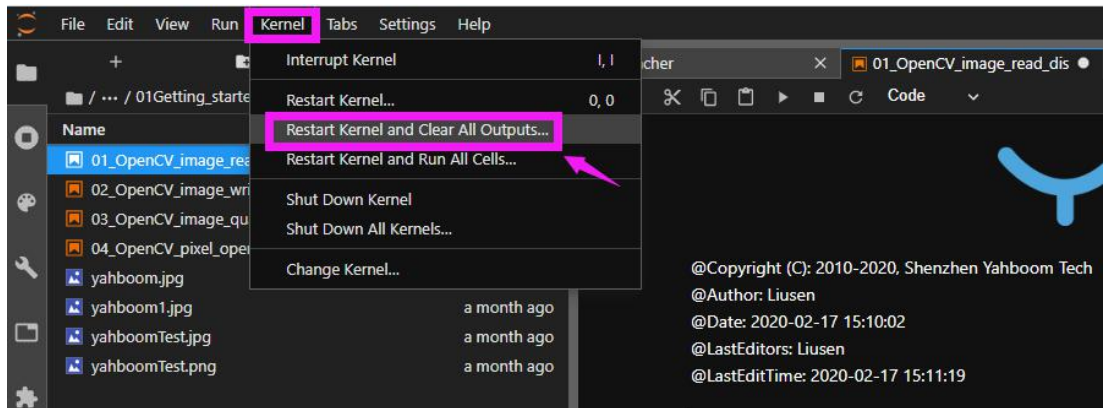 File Edit View Run Kernel Tabs Settings Help
Interrupt Kernel I, I
Restart Kernel... 0, 0
Restart Kernel and Clear All Outputs...
Restart Kernel and Run All Cells...
Shut Down Kernel
Shut Down All Kernels...
Change Kernel...
/ ··· / 01Getting_starte
Name
01_OpenCV_image_rea
02_OpenCV_image_wri
03_OpenCV_image_qu
04_OpenCV_pixel_oper
yahboom.jpg
yahboom1.jpg a month ago
yahboomTest.jpg a month ago
yahboomTest.png a month ago
cher
01_OpenCV_image_read_dis
Code
@Copyright (C): 2010-2020, Shenzhen Yahboom Tech
@Author: Liusen
@Date: 2020-02-17 15:10:02
@LastEditors: Liusen
@LastEditTime: 2020-02-17 15:11:19